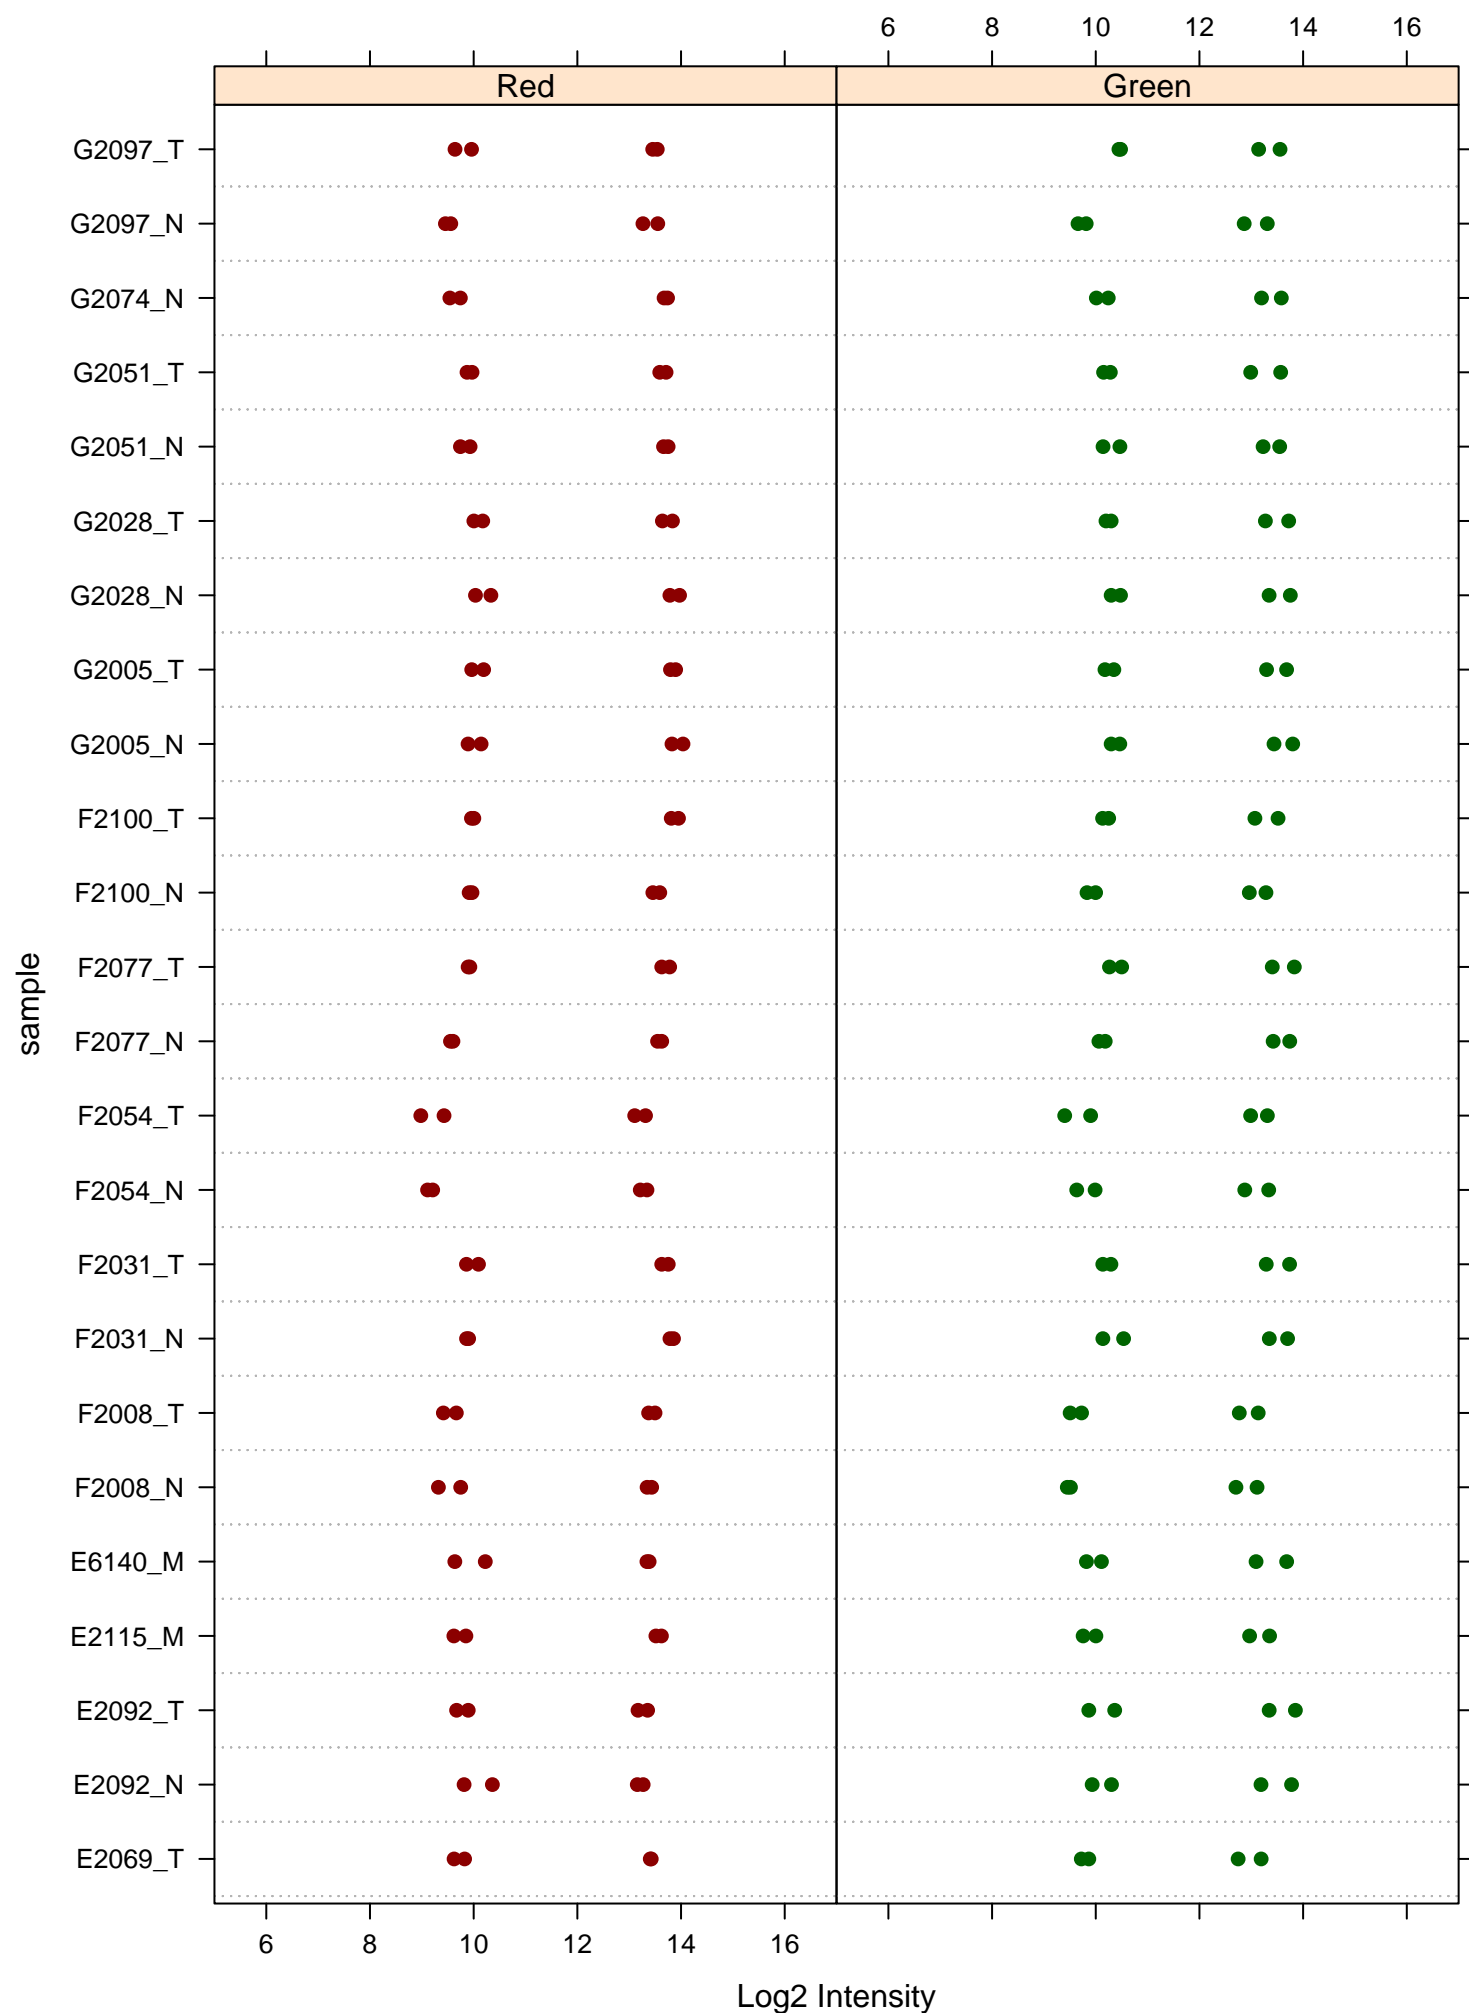 6 8 10 12 14 16
Red Green
G2097_T
G2097_N
G2074_N
G2051_T
G2051_N
G2028_T
G2028_N
G2005_T
G2005_N
F2100_T
F2100_N
F2077_T
F2077_N
F2054_T
F2054_N
F2031_T
F2031_N
F2008_T
F2008_N
E6140_M
E2115_M
E2092_T
E2092_N
E2069_T
sample
6 8 10 12 14 16
Log2 Intensity